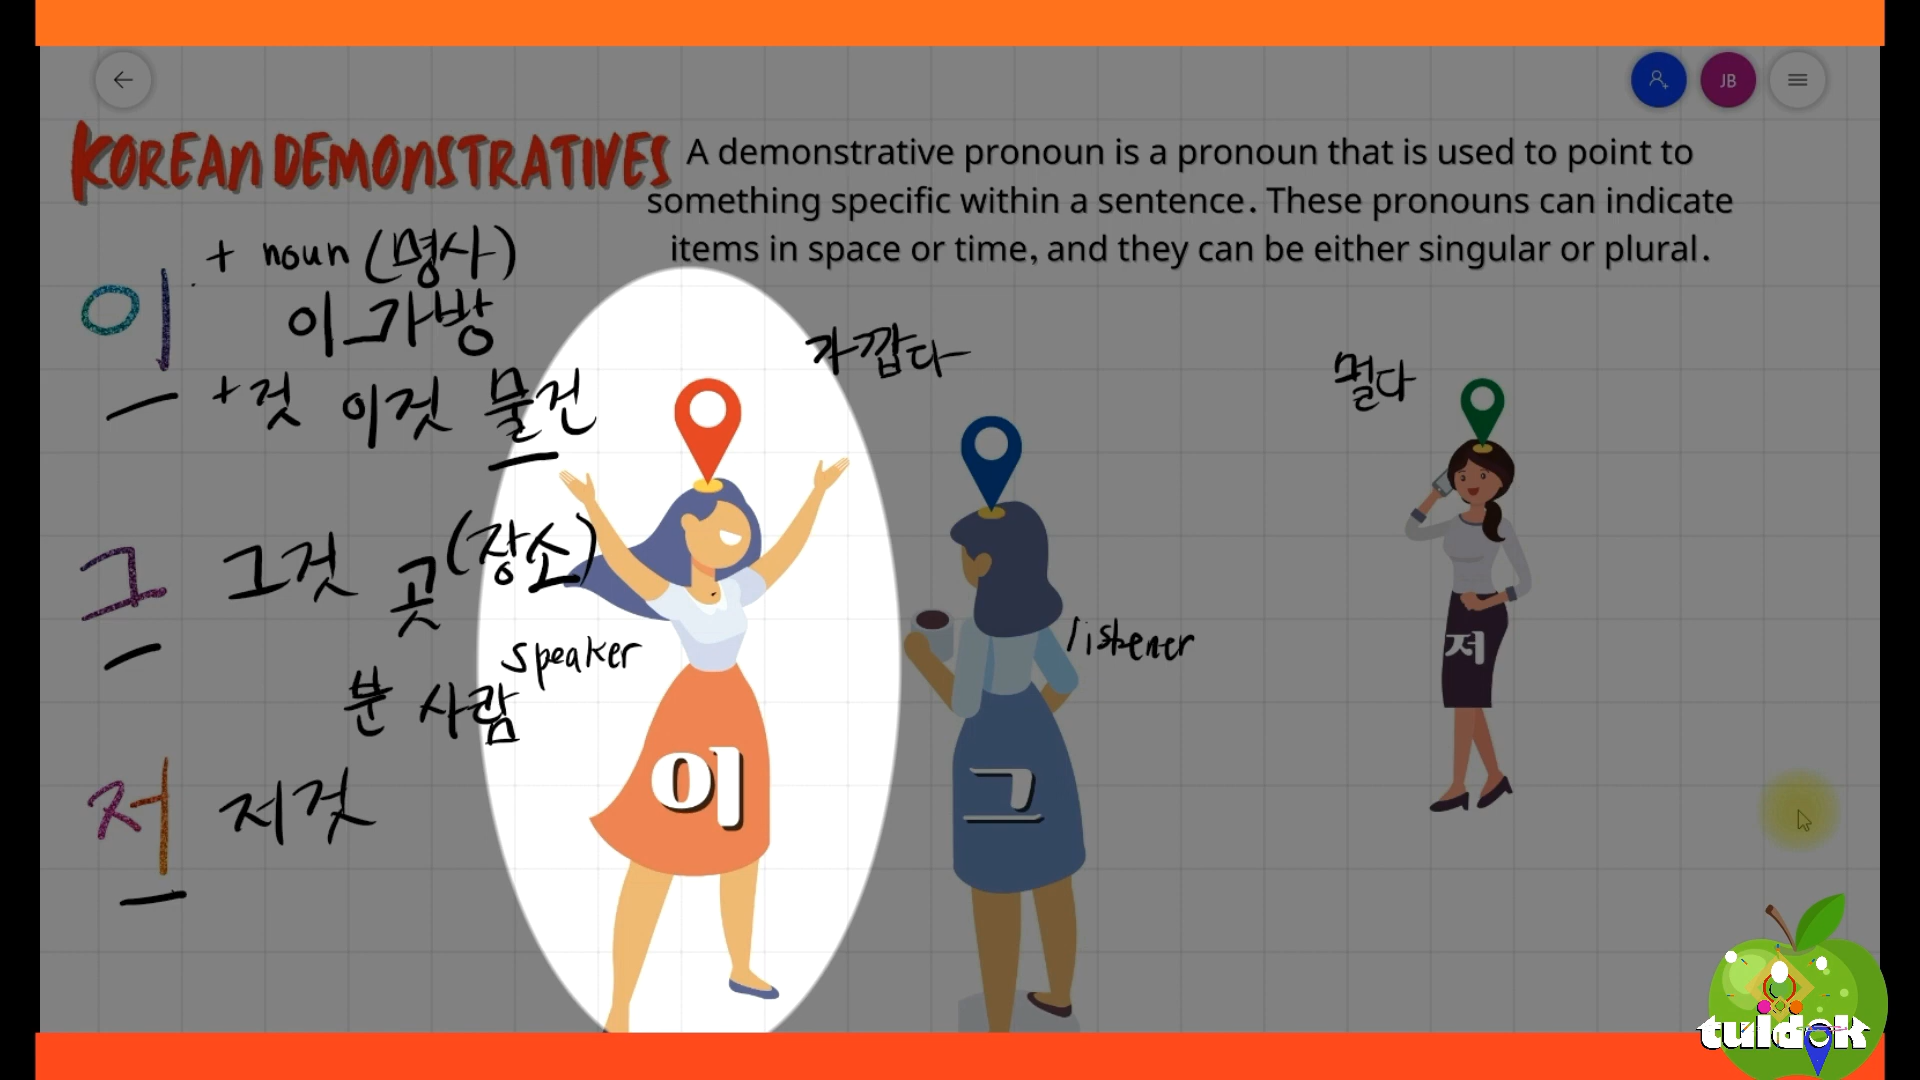 JB
KOREAN DEMONSTRATIVES
A demonstrative pronoun is a pronoun that is used to point to
something specific within a sentence. These pronouns can indicate
items in space or time, and they can be either singular or plural.
+ noun (명사)
이 이 가방
+ 것 이것 물건
가깝다
멀다
그 그것 곳 (장소)
speaker
listener
저
분 사람
이
그
저 저것
tuldok